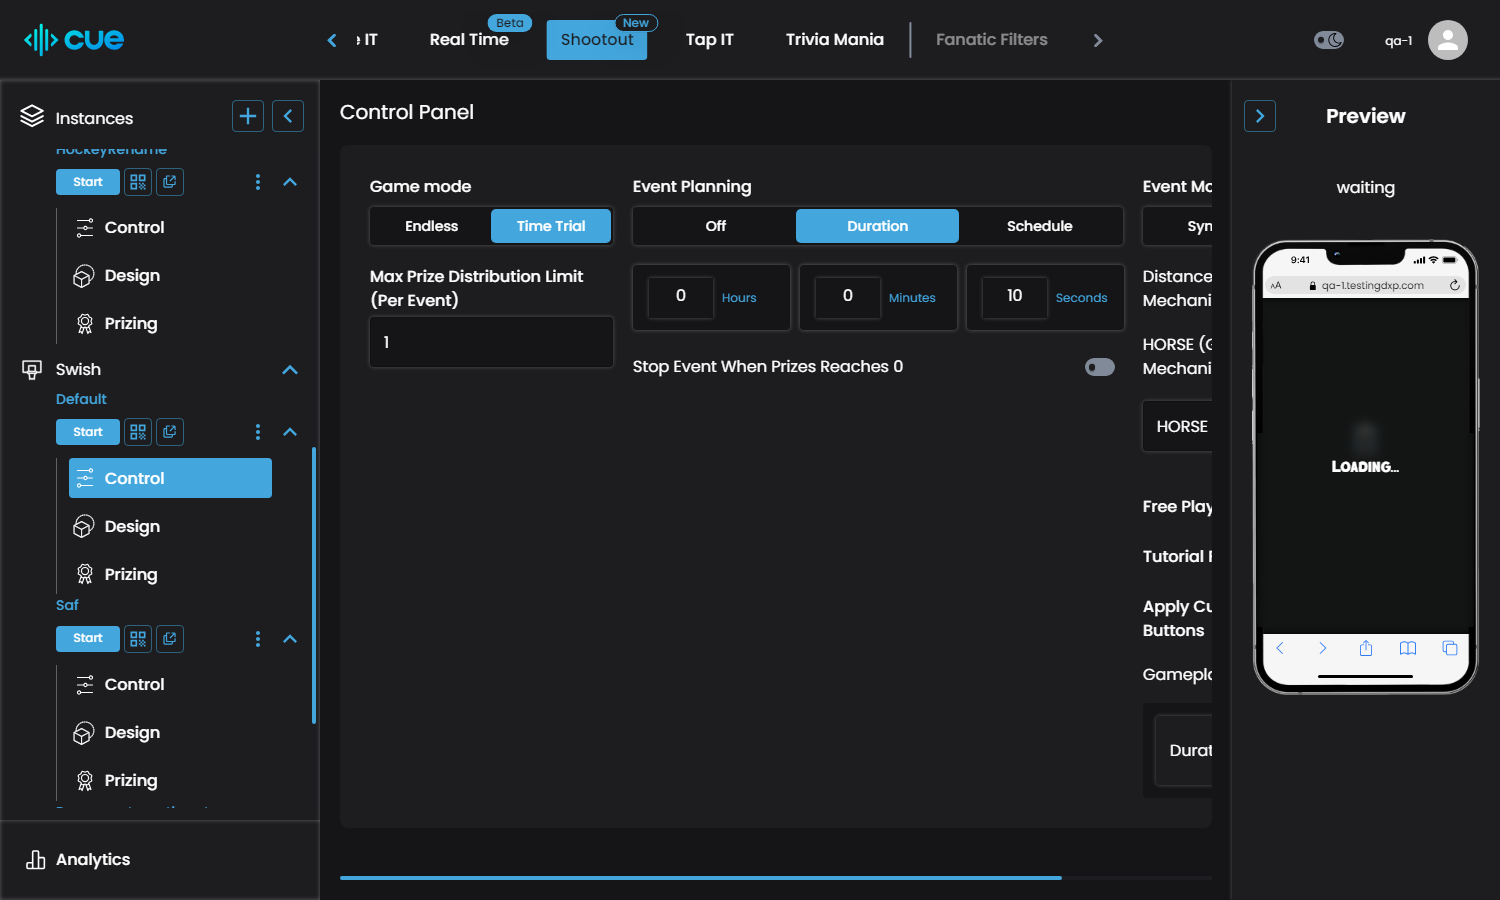 cue
e IT
Beta
Real Time
New
Shootout
Tap IT
Trivia Mania
Fanatic Filters
qa-1
Instances
HockeyRename
Start
Control
Design
Prizing
Swish
Default
Start
Control
Design
Prizing
Saf
Start
Control
Design
Prizing
Analytics
Control Panel
Game mode
Endless
Time Trial
Max Prize Distribution Limit
(Per Event)
1
Event Planning
Off
Duration
Schedule
0
Hours
0
Minutes
10
Seconds
Stop Event When Prizes Reaches 0
Event Mo
Syn
Distance
Mechani
HORSE (G
Mechani
HORSE
Free Play
Tutorial
Apply Cu
Buttons
Gamepl
Durat
Preview
waiting
9:41
AA
qa-1.testingdxp.com
Loading...